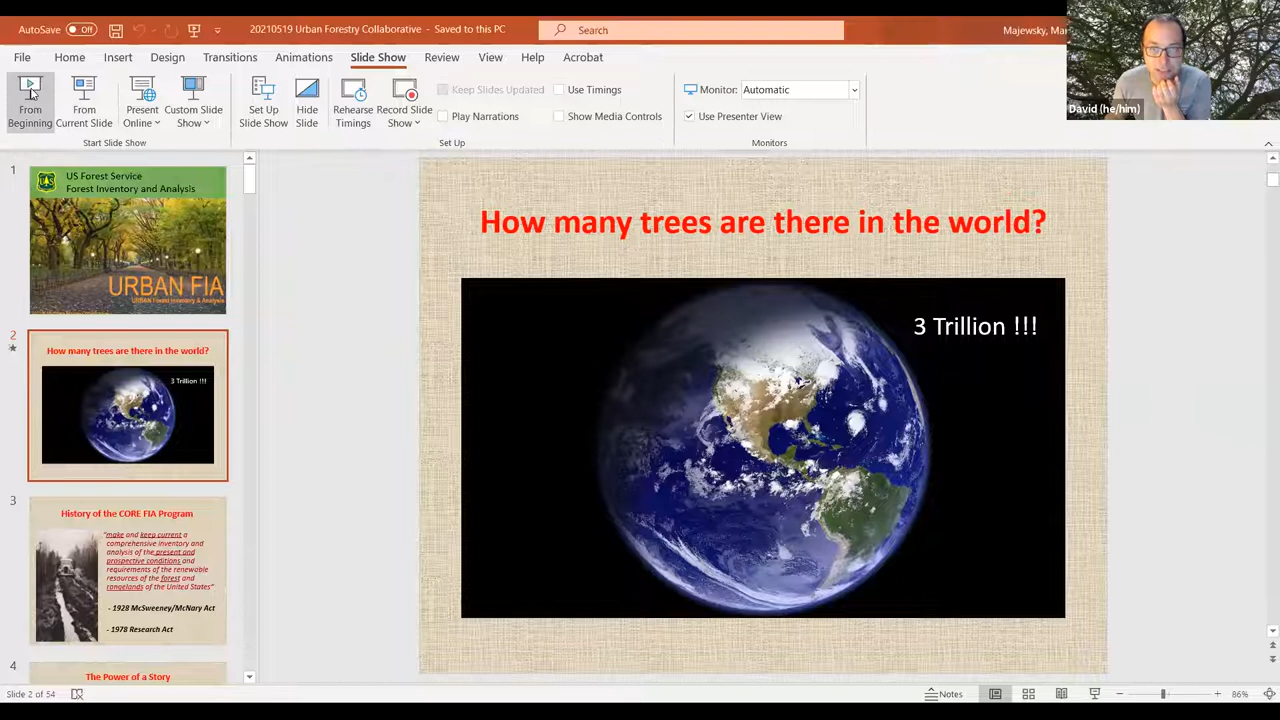 AutoSave
Off
20210519 Urban Forestry Collaborative - Saved to this PC
Search
File
Home
Insert
Design
Transitions
Animations
Slide Show
Review
View
Help
Acrobat
David (he/him)
From
Beginning
From
Current Slide
Present
Online
Custom Slide
Show
Set Up
Slide Show
Hide
Slide
Rehearse
Timings
Record Slide
Show
Keep Slides Updated
Play Narrations
Use Timings
Show Media Controls
Monitor:
Automatic
Use Presenter View
Start Slide Show
Set Up
Monitors
1
US Forest Service
Forest Inventory and Analysis
URBAN FIA
URBAN Forest Inventory & Analysis
2
How many trees are there in the world?
3 Trillion !!!
3
History of the CORE FIA Program
"make and keep current a
comprehensive inventory and
analysis of the present and
prospective conditions and
requirements of the renewable
resources of the forest and
rangelands of the United States"
- 1928 McSweeney/McNary Act
- 1978 Research Act
4
The Power of a Story
How many trees are there in the world?
3 Trillion !!!
Slide 2 of 54
Notes
86%